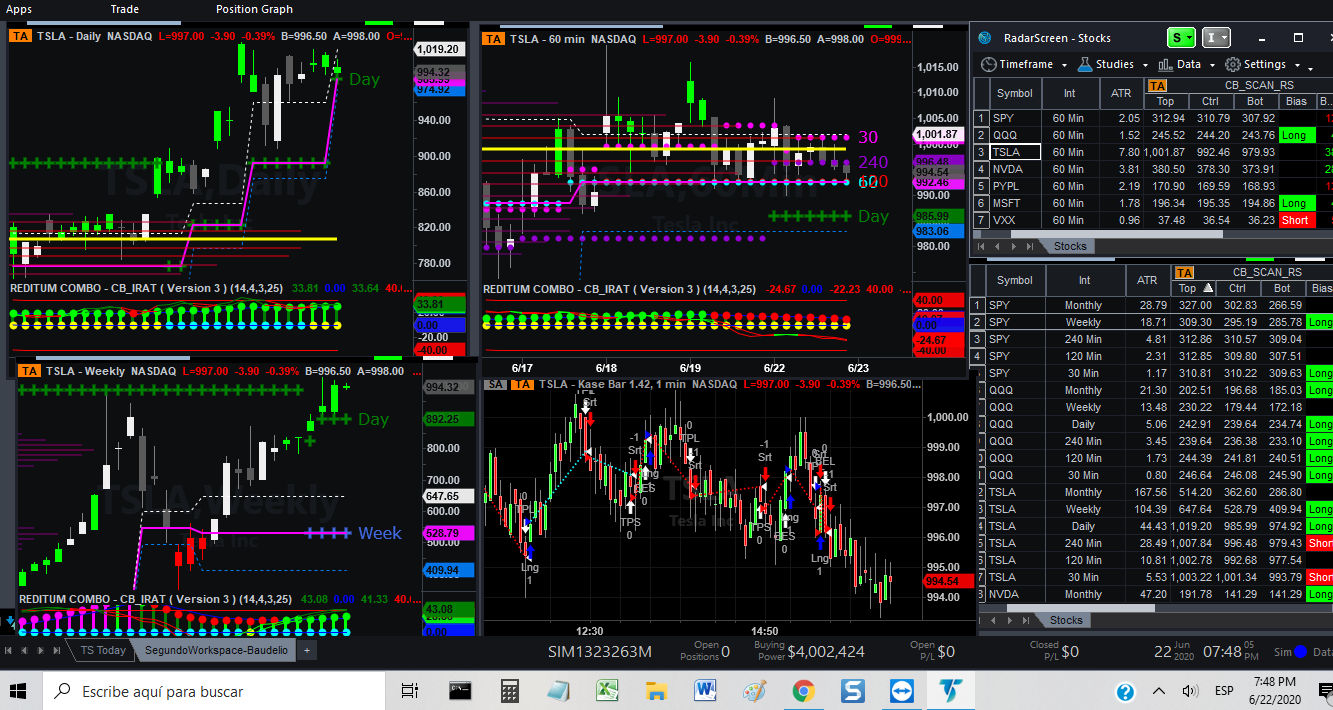 Apps Trade Position Graph
TA TSLA - Daily NASDAQ L=997.00 -3.90 -0.39% B=996.50 A=998.00
1,019.20
994.32
974.92
940.00
900.00
860.00
820.00
780.00
Day
TSLA, Daily
REDITUM COMBO - CB_IRAT ( Version 3 ) (14,4,3,25) 33.81 0.00 33.64 40....
33.81
0.00
-20.00
-40.00
TA TSLA - 60 min NASDAQ L=997.00 -3.90 -0.39% B=996.50 A=998.00 O=999...
1,015.00
1,010.00
1,005.00
1,001.87
996.48
994.54
992.46
990.00
985.99
983.06
980.00
30
240
Day
Tesla Inc
REDITUM COMBO - CB_IRAT ( Version 3 ) (14,4,3,25) -24.67 0.00 -22.23 40.00 ...
40.00
0.00
-24.67
-40.00
6/17 6/18 6/19 6/22 6/23
TA TSLA - Weekly NASDAQ L=997.00 -3.90 -0.39% B=996.50 A=998.00 ...
994.32
892.25
800.00
700.00
647.65
600.00
528.79
500.00
409.94
Day
Week
TSLA, Weekly
REDITUM COMBO - CB_IRAT ( Version 3 ) (14,4,3,25) 43.08 0.00 41.33 40...
43.08
0.00
SA TA TSLA - Kase Bar 1.42, 1 min NASDAQ L=997.00 -3.90 -0.39% B=996.50...
1,000.00
999.00
998.00
997.00
996.00
995.00
994.54
994.00
Srt
TPL
Lng
1
TPS
0
Tesla Inc
12:30 14:50
RadarScreen - Stocks S I
Timeframe Studies Data Settings
Symbol Int ATR TA CB_SCAN_RS
Top Ctrl Bot Bias B...
1 SPY 60 Min 2.05 312.94 310.79 307.92
2 QQQ 60 Min 1.52 245.52 244.20 243.76 Long
3 TSLA 60 Min 7.80 1,001.87 992.46 979.93
4 NVDA 60 Min 3.81 380.50 378.30 373.91
5 PYPL 60 Min 2.19 170.90 169.59 168.93
6 MSFT 60 Min 1.78 196.34 195.35 194.86 Long
7 VXX 60 Min 0.96 37.48 36.54 36.23 Short
Stocks
Symbol Int ATR TA CB_SCAN_RS
Top Ctrl Bot Bias
1 SPY Monthly 28.79 327.00 302.83 266.59
2 SPY Weekly 18.71 309.30 295.19 285.78 Long
3 SPY 240 Min 4.81 312.86 310.57 309.04
4 SPY 120 Min 2.31 312.85 309.80 307.51
SPY 30 Min 1.17 310.81 310.22 309.63 Long
QQQ Monthly 21.30 202.51 196.68 185.03 Long
QQQ Weekly 13.48 230.22 179.44 172.18
QQQ Daily 5.06 242.91 239.64 234.74 Long
QQQ 240 Min 3.45 239.64 236.38 233.10 Long
QQQ 120 Min 1.73 244.39 241.81 240.51 Long
QQQ 30 Min 0.80 246.64 246.08 245.90 Long
TSLA Monthly 167.56 514.20 362.60 286.80
TSLA Weekly 104.39 647.64 528.79 409.94 Long
TSLA Daily 44.43 1,019.20 985.99 974.92 Long
TSLA 240 Min 28.49 1,007.84 996.48 979.43 Short
TSLA 120 Min 10.81 1,002.78 992.68 977.54
TSLA 30 Min 5.53 1,003.22 1,001.34 993.79 Short
NVDA Monthly 47.20 191.78 141.29 141.29 Long
Stocks
TS Today SegundoWorkspace-Baudelio +
SIM1323263M Open Positions 0 Buying Power $4,002,424 Open P/L $0 Closed P/L $0 22 Jun 2020 07:48 05 PM Sim Data
Escribe aquí para buscar
ESP 7:48 PM
6/22/2020